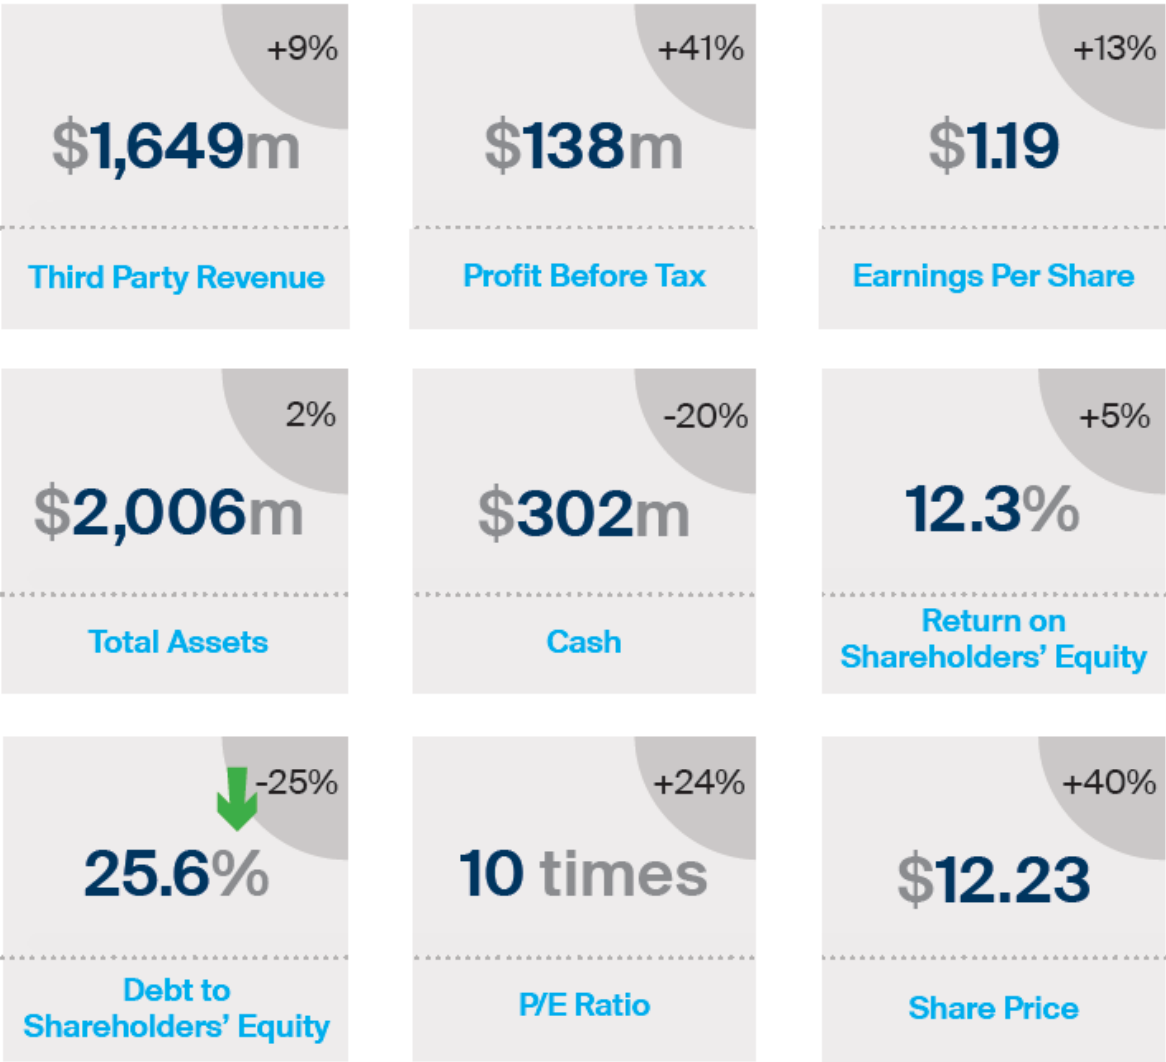 +9%
$1,649m
Third Party Revenue
+41%
$138m
Profit Before Tax
+13%
$1.19
Earnings Per Share
2%
$2,006m
Total Assets
-20%
$302m
Cash
+5%
12.3%
Return on
Shareholders’ Equity
-25%
25.6%
Debt to
Shareholders’ Equity
+24%
10 times
P/E Ratio
+40%
$12.23
Share Price